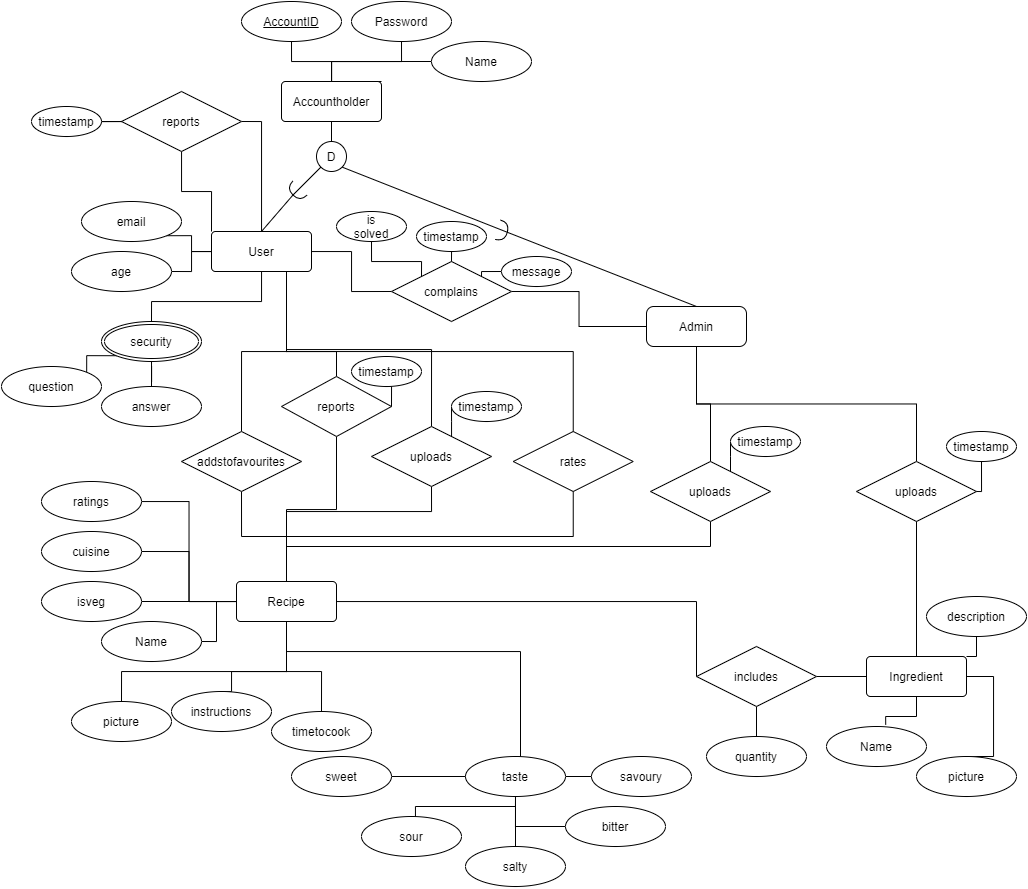 AccountID
Password
Name
Accountholder
timestamp
reports
D
email
is
solved
timestamp
User
age
message
complains
Admin
security
question
answer
timestamp
reports
timestamp
timestamp
timestamp
addstofavourites
uploads
rates
uploads
uploads
ratings
cuisine
isveg
Recipe
description
Name
includes
Ingredient
picture
instructions
timetocook
quantity
Name
picture
sweet
taste
savoury
sour
bitter
salty